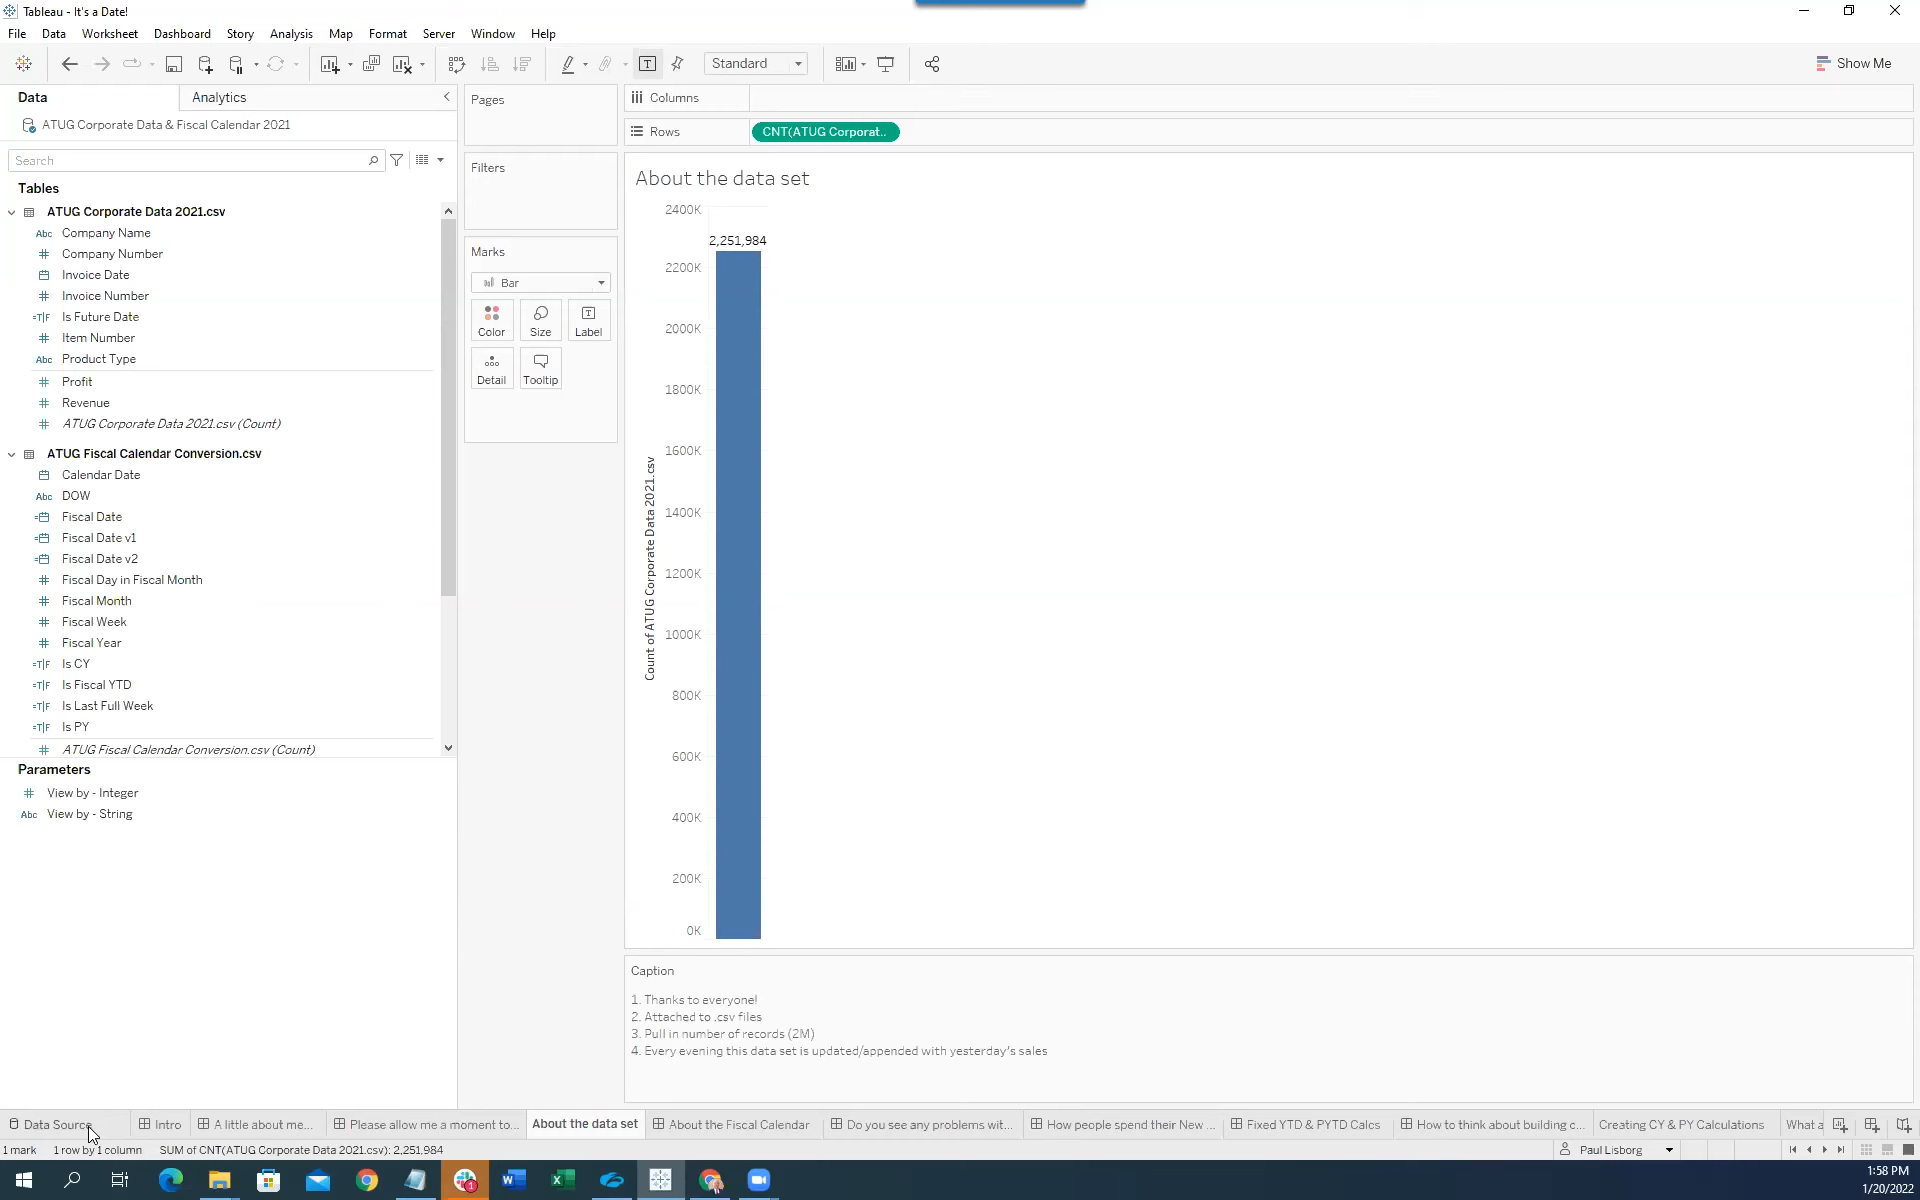 Tableau - It's a Date!
File Data Worksheet Dashboard Story Analysis Map Format Server Window Help
Standard
Show Me
Data Analytics
ATUG Corporate Data & Fiscal Calendar 2021
Search
Tables
ATUG Corporate Data 2021.csv
Abc Company Name
# Company Number
Invoice Date
# Invoice Number
=T|F Is Future Date
# Item Number
Abc Product Type
# Profit
# Revenue
# ATUG Corporate Data 2021.csv (Count)
ATUG Fiscal Calendar Conversion.csv
Calendar Date
Abc DOW
Fiscal Date
Fiscal Date v1
Fiscal Date v2
# Fiscal Day in Fiscal Month
# Fiscal Month
# Fiscal Week
# Fiscal Year
=T|F Is CY
=T|F Is Fiscal YTD
=T|F Is Last Full Week
=T|F Is PY
# ATUG Fiscal Calendar Conversion.csv (Count)
Parameters
# View by - Integer
Abc View by - String
Pages
Filters
Marks
Bar
Color Size Label
Detail Tooltip
Columns
Rows CNT(ATUG Corporat..
About the data set
2400K
2,251,984
2200K
2000K
1800K
1600K
1400K
1200K
1000K
800K
600K
400K
200K
0K
Count of ATUG Corporate Data 2021.csv
Caption
1. Thanks to everyone!
2. Attached to .csv files
3. Pull in number of records (2M)
4. Every evening this data set is updated/appended with yesterday's sales
Data Source Intro A little about me... Please allow me a moment to... About the data set About the Fiscal Calendar Do you see any problems wit... How people spend their New ... Fixed YTD & PYTD Calcs How to think about building c... Creating CY & PY Calculations What a
1 mark 1 row by 1 column SUM of CNT(ATUG Corporate Data 2021.csv): 2,251,984 Paul Lisborg
1:58 PM
1/20/2022